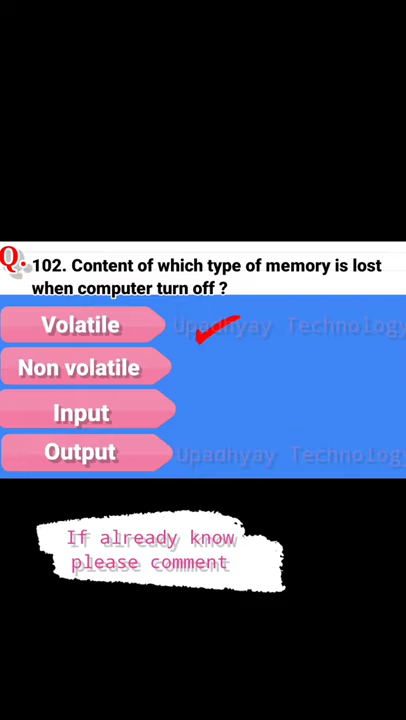 Q. 102. Content of which type of memory is lost
when computer turn off ?
Volatile
Upadhyay Technology
Non volatile
Input
Output
Upadhyay Technology
If already know
please comment